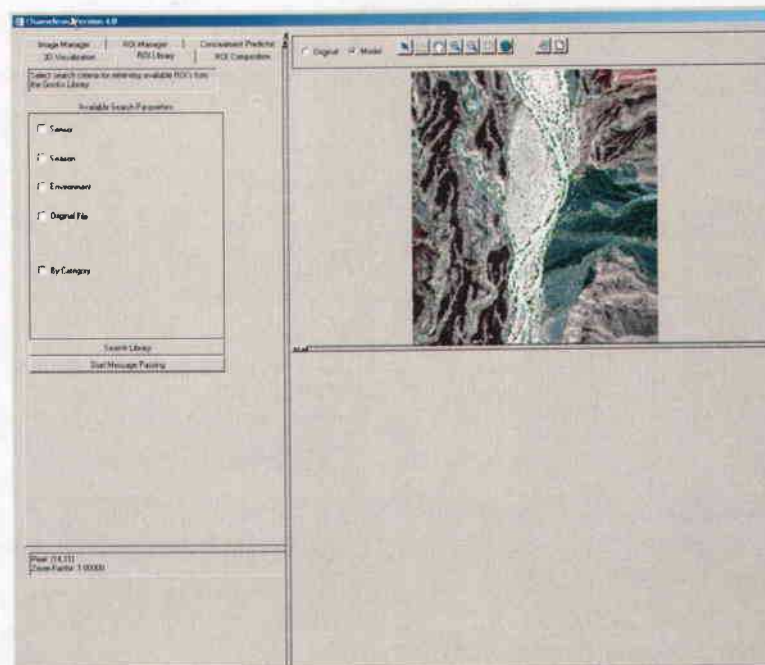 Chameleon Version 4.0
Image Manager ROI Manager Concealment Predictor
3D Visualization ROI Library ROI Composition
Select search criteria for retrieving available ROI's from
the Library
Available Search Parameters
Sensor
Season
Environment
Original File
By Category
Search Library
Start Message Passing
Original Model
Zoom Factor: 1.00000